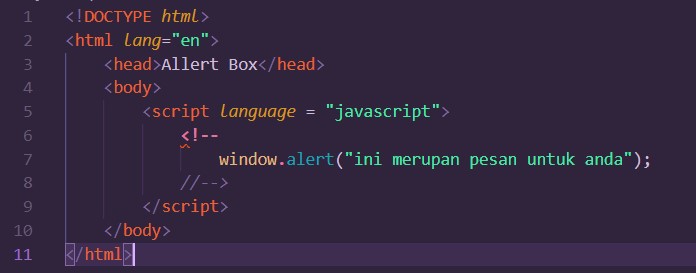 1 <!DOCTYPE html>
2 <html lang="en">
3 <head>Allert Box</head>
4 <body>
5 <script language = "javascript">
6 <!--
7 window.alert("ini merupan pesan untuk anda");
8 //-->
9 </script>
10 </body>
11 </html>